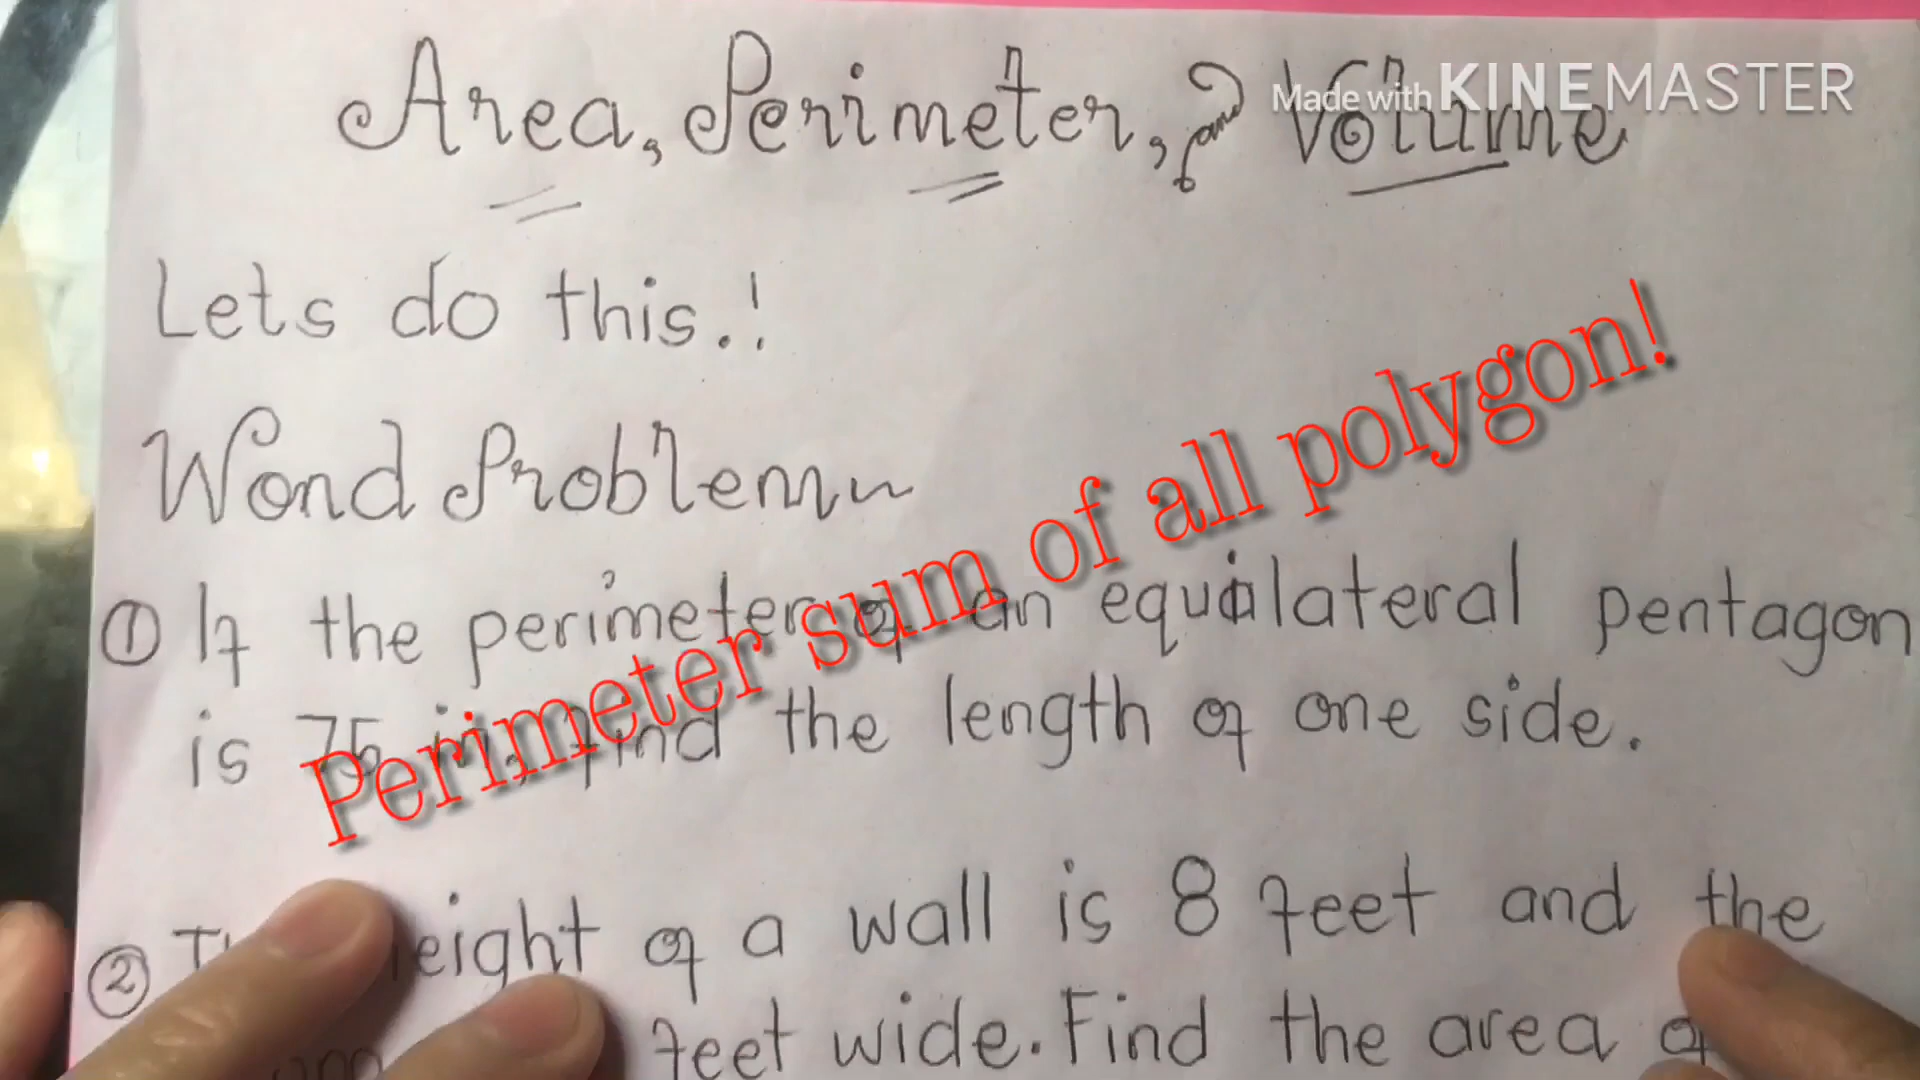 Area, Perimeter, and Volume
Made with KINEMASTER
Lets do this.!
Word Problem
Perimeter sum of all polygon!
① If the perimeter of an equilateral pentagon
is 75 in, find the length of one side.
② height of a wall is 8 feet and the
feet wide. Find the area of